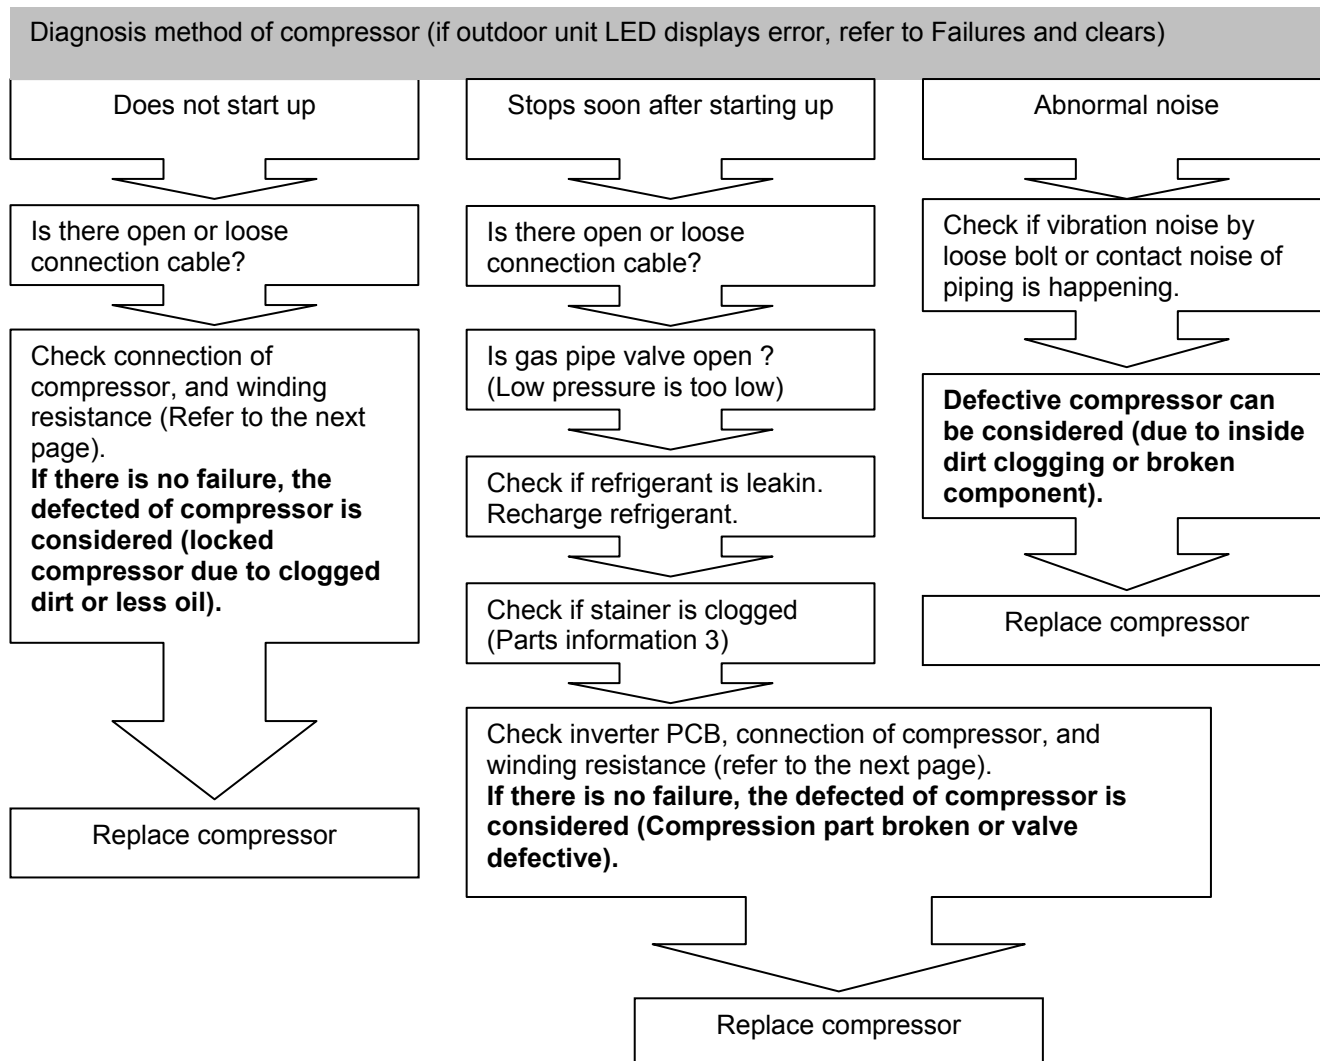 Diagnosis method of compressor (if outdoor unit LED displays error, refer to Failures and clears)
Does not start up
Is there open or loose
connection cable?
Check connection of
compressor, and winding
resistance (Refer to the next
page).
If there is no failure, the
defected of compressor is
considered (locked
compressor due to clogged
dirt or less oil).
Replace compressor
Stops soon after starting up
Is there open or loose
connection cable?
Is gas pipe valve open ?
(Low pressure is too low)
Check if refrigerant is leakin.
Recharge refrigerant.
Check if stainer is clogged
(Parts information 3)
Check inverter PCB, connection of compressor, and
winding resistance (refer to the next page).
If there is no failure, the defected of compressor is
considered (Compression part broken or valve
defective).
Replace compressor
Abnormal noise
Check if vibration noise by
loose bolt or contact noise of
piping is happening.
Defective compressor can
be considered (due to inside
dirt clogging or broken
component).
Replace compressor